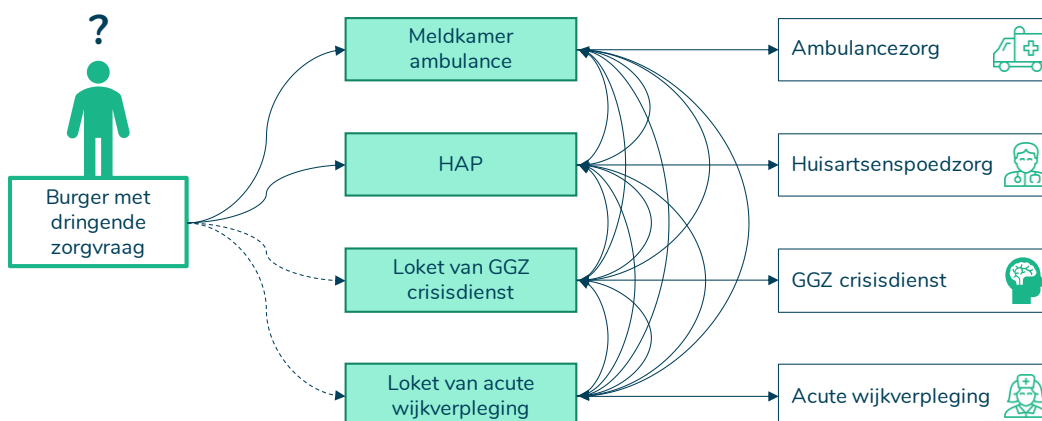 ?
Burger met
dringende
zorgvraag
Meldkamer
ambulance
HAP
Loket van GGZ
crisisdienst
Loket van acute
wijkverpleging
Ambulancezorg
Huisartsenspoedzorg
GGZ crisisdienst
Acute wijkverpleging